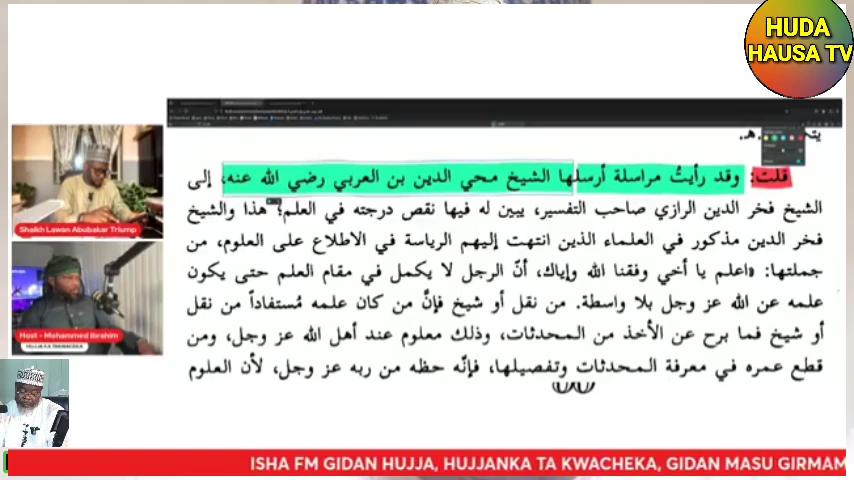 HUDA
HAUSA TV
قلت: وقد رأيتُ مراسلة أرسلها الشيخ محي الدين بن العربي رضي الله عنه، إلى
الشيخ فخر الدين الرازي صاحب التفسير، يبين له فيها نقص درجته في العلم؟ هذا والشيخ
فخر الدين مذكور في العلماء الذين انتهت إليهم الرياسة في الاطلاع على العلوم، من
جملتها: «اعلم يا أخي وفقنا الله وإياك، أنّ الرجل لا يكمل في مقام العلم حتى يكون
علمه عن الله عز وجل بلا واسطة. من نقل أو شيخ فإنَّ من كان علمه مُستفاداً من نقل
أو شيخ فما برح عن الأخذ من المحدثات، وذلك معلوم عند أهل الله عز وجل، ومن
قطع عمره في معرفة المحدثات وتفصيلها، فإنّه حظه من ربه عز وجل، لأن العلوم
Shaikh Lawan Abubakar Triump
Host - Mohammed Ibrahim
HUJJA KA TAKWACHEKA
ISHA FM GIDAN HUJJA, HUJJANKA TA KWACHEKA, GIDAN MASU GIRMAM